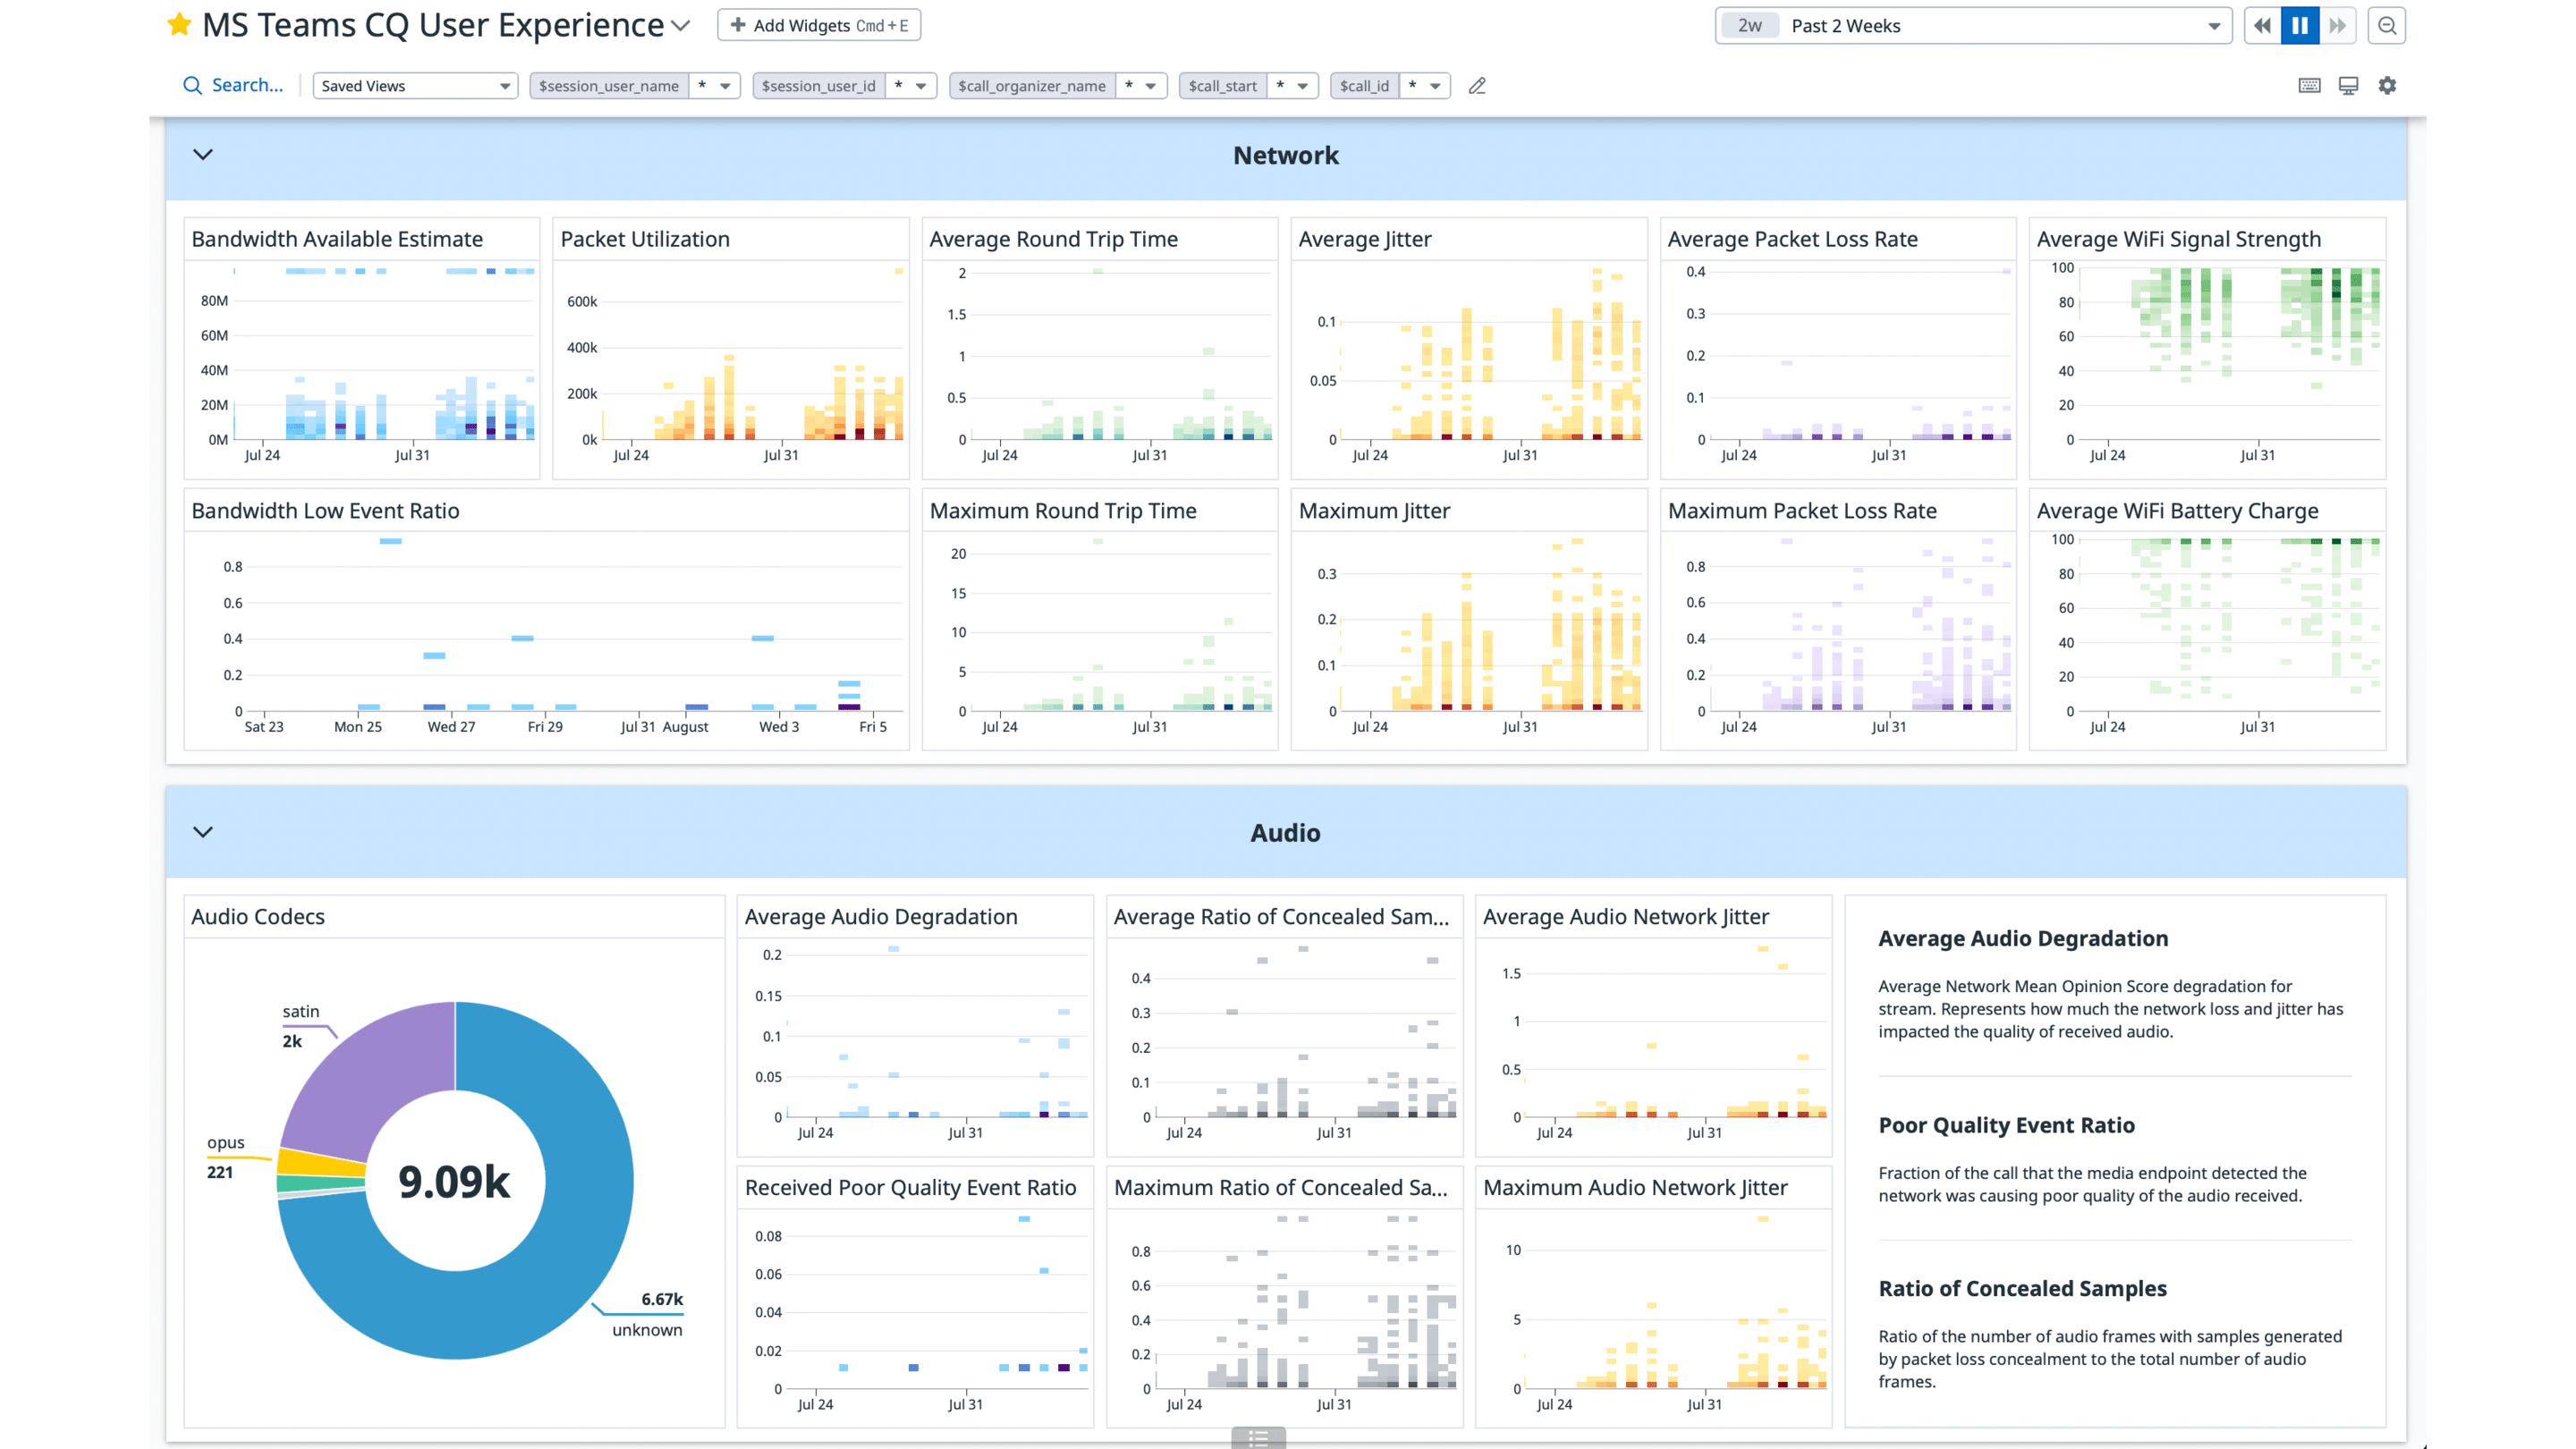 MS Teams CQ User Experience
Add Widgets Cmd+E
2w Past 2 Weeks
Search...
Saved Views
$session_user_name *
$session_user_id *
$call_organizer_name *
$call_start *
$call_id *
Network
Bandwidth Available Estimate
80M
60M
40M
20M
0M
Jul 24 Jul 31
Packet Utilization
600k
400k
200k
0k
Jul 24 Jul 31
Average Round Trip Time
2
1.5
1
0.5
0
Jul 24 Jul 31
Average Jitter
0.1
0.05
0
Jul 24 Jul 31
Average Packet Loss Rate
0.4
0.3
0.2
0.1
0
Jul 24 Jul 31
Average WiFi Signal Strength
100
80
60
40
20
0
Jul 24 Jul 31
Bandwidth Low Event Ratio
0.8
0.6
0.4
0.2
0
Sat 23 Mon 25 Wed 27 Fri 29 Jul 31 August Wed 3 Fri 5
Maximum Round Trip Time
20
15
10
5
0
Jul 24 Jul 31
Maximum Jitter
0.3
0.2
0.1
0
Jul 24 Jul 31
Maximum Packet Loss Rate
0.8
0.6
0.4
0.2
0
Jul 24 Jul 31
Average WiFi Battery Charge
100
80
60
40
20
0
Jul 24 Jul 31
Audio
Audio Codecs
satin
2k
opus
221
9.09k
6.67k
unknown
Average Audio Degradation
0.2
0.15
0.1
0.05
0
Jul 24 Jul 31
Average Ratio of Concealed Sam...
0.4
0.3
0.2
0.1
0
Jul 24 Jul 31
Average Audio Network Jitter
1.5
1
0.5
0
Jul 24 Jul 31
Received Poor Quality Event Ratio
0.08
0.06
0.04
0.02
0
Jul 24 Jul 31
Maximum Ratio of Concealed Sa...
0.8
0.6
0.4
0.2
0
Jul 24 Jul 31
Maximum Audio Network Jitter
10
5
0
Jul 24 Jul 31
Average Audio Degradation
Average Network Mean Opinion Score degradation for
stream. Represents how much the network loss and jitter has
impacted the quality of received audio.
Poor Quality Event Ratio
Fraction of the call that the media endpoint detected the
network was causing poor quality of the audio received.
Ratio of Concealed Samples
Ratio of the number of audio frames with samples generated
by packet loss concealment to the total number of audio
frames.